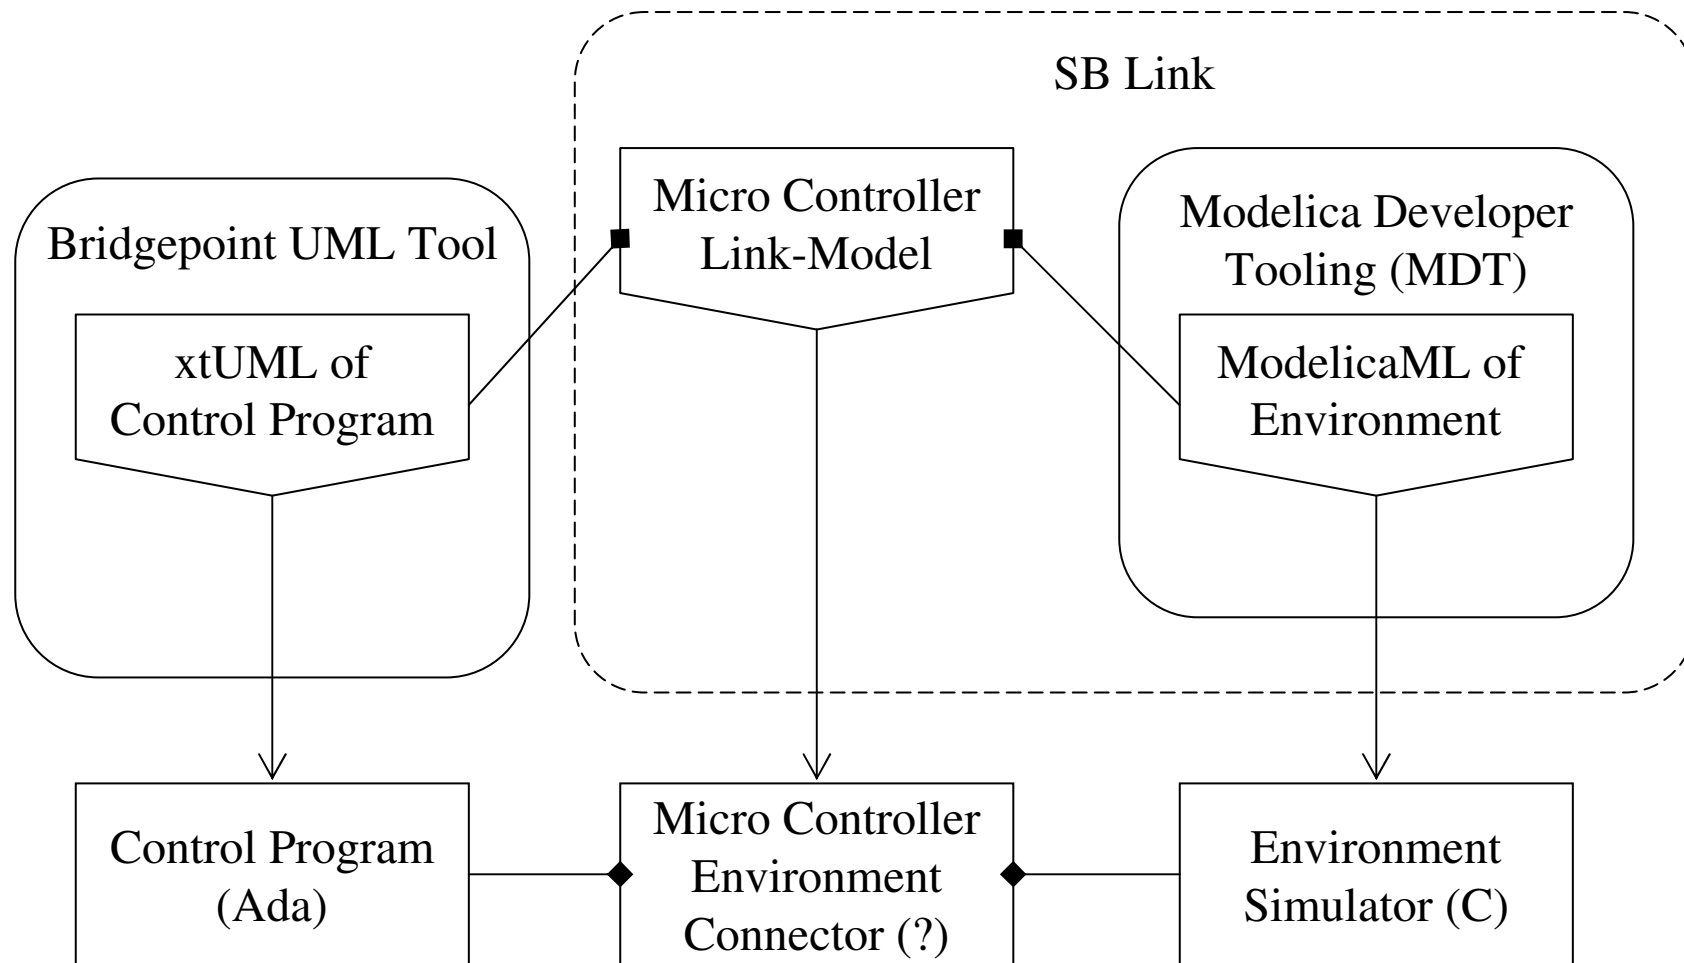 SB Link
Bridgepoint UML Tool
xtUML of
Control Program
Micro Controller
Link-Model
Modelica Developer
Tooling (MDT)
ModelicaML of
Environment
Control Program
(Ada)
Micro Controller
Environment
Connector (?)
Environment
Simulator (C)